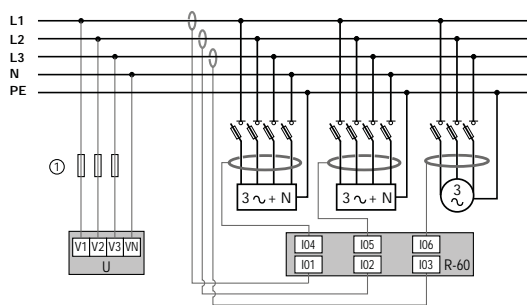 L1
L2
L3
N
PE
①
V1 V2 V3 VN
U
3 ~ + N
3 ~ + N
3
~
I04 I05 I06
I01 I02 I03 R-60